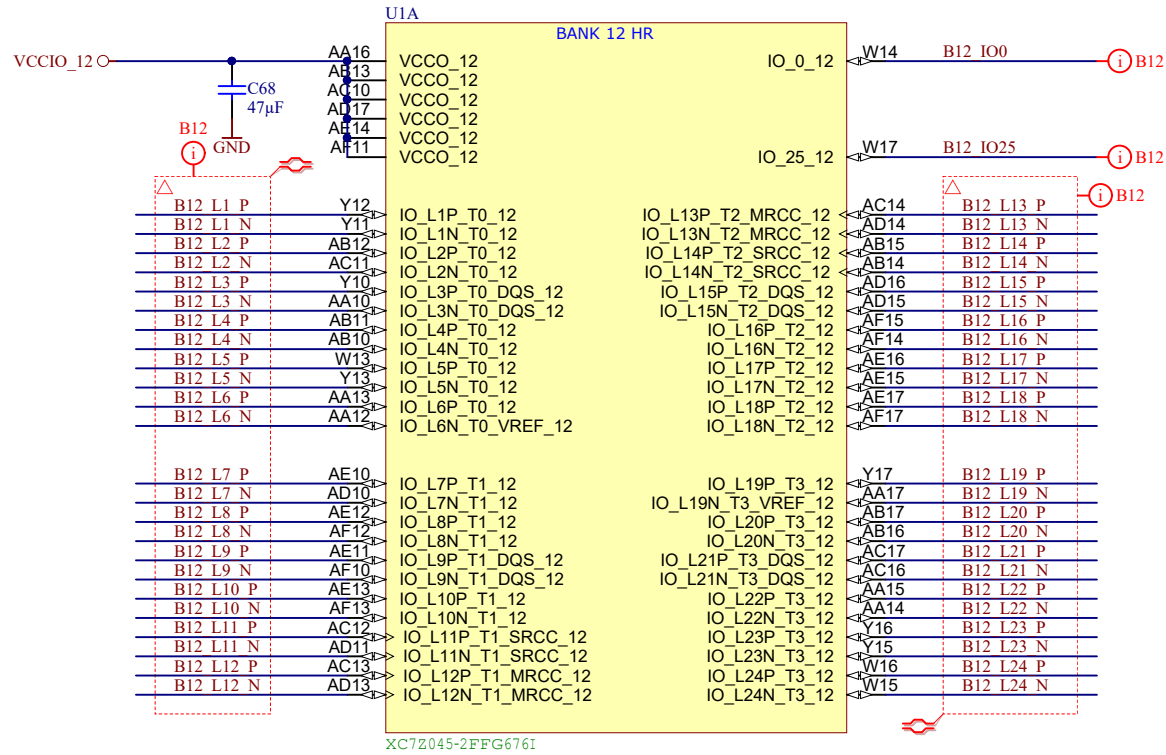 U1A
BANK 12 HR
VCCIO_12
AA16 VCCO_12
AB13 VCCO_12
AC10 VCCO_12
AD17 VCCO_12
AE14 VCCO_12
AF11 VCCO_12
C68
47µF
GND
B12
IO_0_12 W14 B12_IO0 i B12
IO_25_12 W17 B12_IO25 i B12
i
i B12
B12_L1_P Y12 IO_L1P_T0_12 IO_L13P_T2_MRCC_12 AC14 B12_L13_P
B12_L1_N Y11 IO_L1N_T0_12 IO_L13N_T2_MRCC_12 AD14 B12_L13_N
B12_L2_P AB12 IO_L2P_T0_12 IO_L14P_T2_SRCC_12 AB15 B12_L14_P
B12_L2_N AC11 IO_L2N_T0_12 IO_L14N_T2_SRCC_12 AB14 B12_L14_N
B12_L3_P Y10 IO_L3P_T0_DQS_12 IO_L15P_T2_DQS_12 AD16 B12_L15_P
B12_L3_N AA10 IO_L3N_T0_DQS_12 IO_L15N_T2_DQS_12 AD15 B12_L15_N
B12_L4_P AB11 IO_L4P_T0_12 IO_L16P_T2_12 AF15 B12_L16_P
B12_L4_N AB10 IO_L4N_T0_12 IO_L16N_T2_12 AF14 B12_L16_N
B12_L5_P W13 IO_L5P_T0_12 IO_L17P_T2_12 AE16 B12_L17_P
B12_L5_N Y13 IO_L5N_T0_12 IO_L17N_T2_12 AE15 B12_L17_N
B12_L6_P AA13 IO_L6P_T0_12 IO_L18P_T2_12 AE17 B12_L18_P
B12_L6_N AA12 IO_L6N_T0_VREF_12 IO_L18N_T2_12 AF17 B12_L18_N
B12_L7_P AE10 IO_L7P_T1_12 IO_L19P_T3_12 Y17 B12_L19_P
B12_L7_N AD10 IO_L7N_T1_12 IO_L19N_T3_VREF_12 AA17 B12_L19_N
B12_L8_P AE12 IO_L8P_T1_12 IO_L20P_T3_12 AB17 B12_L20_P
B12_L8_N AF12 IO_L8N_T1_12 IO_L20N_T3_12 AB16 B12_L20_N
B12_L9_P AE11 IO_L9P_T1_DQS_12 IO_L21P_T3_DQS_12 AC17 B12_L21_P
B12_L9_N AF10 IO_L9N_T1_DQS_12 IO_L21N_T3_DQS_12 AC16 B12_L21_N
B12_L10_P AE13 IO_L10P_T1_12 IO_L22P_T3_12 AA15 B12_L22_P
B12_L10_N AF13 IO_L10N_T1_12 IO_L22N_T3_12 AA14 B12_L22_N
B12_L11_P AC12 IO_L11P_T1_SRCC_12 IO_L23P_T3_12 Y16 B12_L23_P
B12_L11_N AD11 IO_L11N_T1_SRCC_12 IO_L23N_T3_12 Y15 B12_L23_N
B12_L12_P AC13 IO_L12P_T1_MRCC_12 IO_L24P_T3_12 W16 B12_L24_P
B12_L12_N AD13 IO_L12N_T1_MRCC_12 IO_L24N_T3_12 W15 B12_L24_N
XC7Z045-2FFG676I